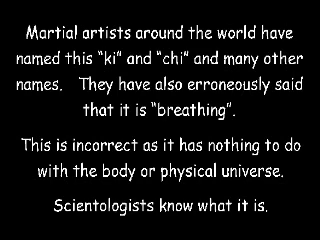 Martial artists around the world have
named this "ki" and "chi" and many other
names.   They have also erroneously said
that it is "breathing".
This is incorrect as it has nothing to do
with the body or physical universe.
Scientologists know what it is.